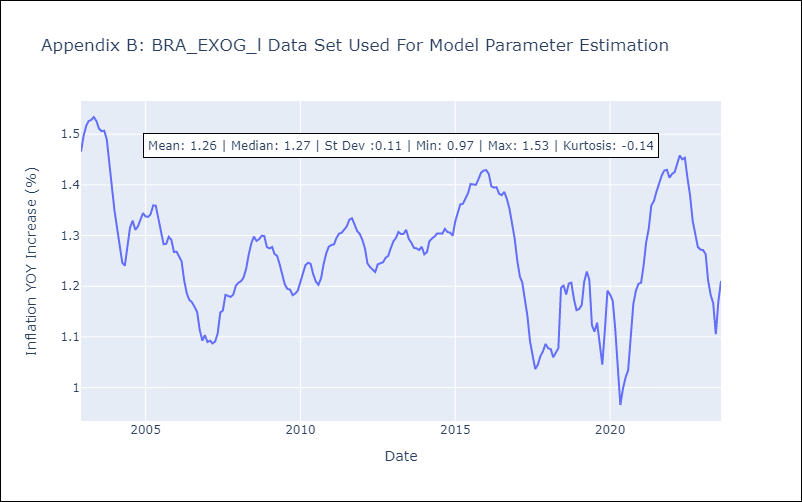 Appendix B: BRA_EXOG_l Data Set Used For Model Parameter Estimation
Mean: 1.26 | Median: 1.27 | St Dev :0.11 | Min: 0.97 | Max: 1.53 | Kurtosis: -0.14
Inflation YOY Increase (%)
1.5
1.4
1.3
1.2
1.1
1
2005
2010
2015
2020
Date